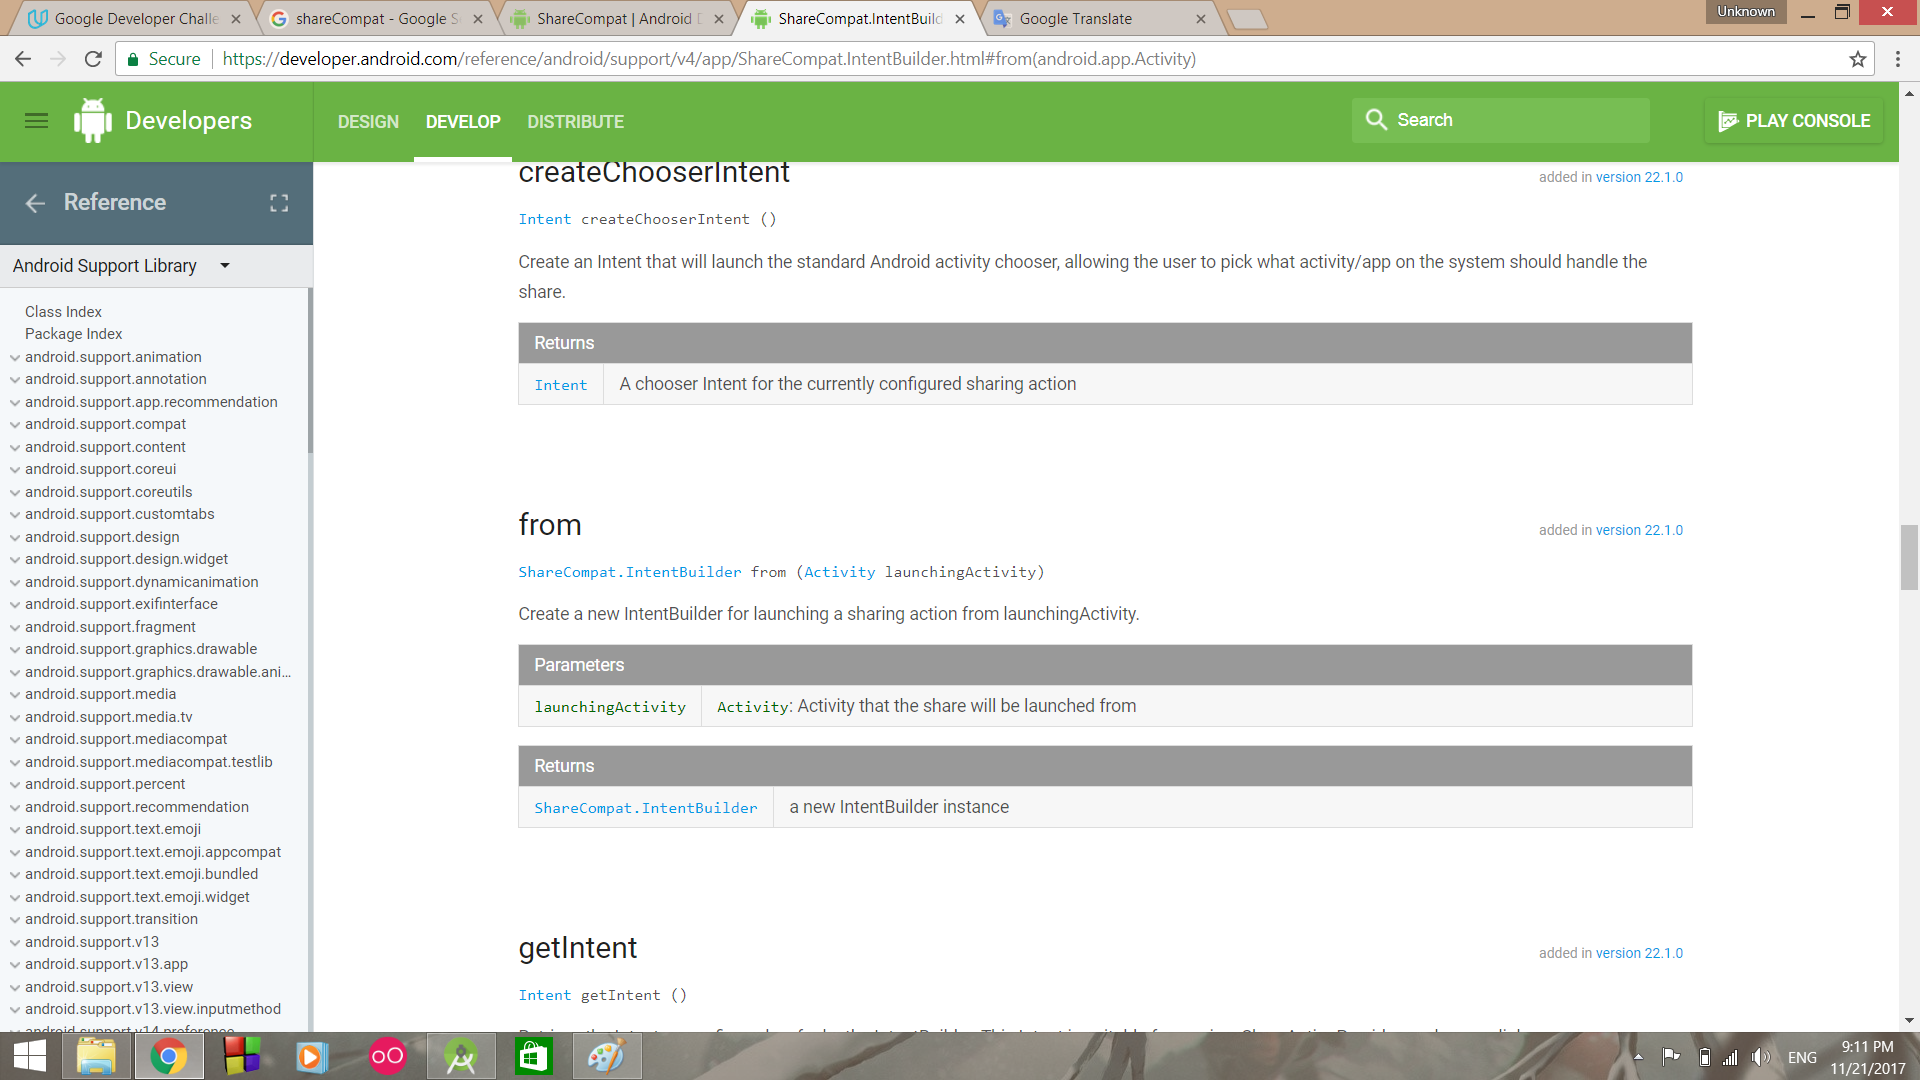 Google Developer Challe
shareCompat - Google S
ShareCompat | Android D
ShareCompat.IntentBuild
Google Translate
Unknown
Secure
https://developer.android.com/reference/android/support/v4/app/ShareCompat.IntentBuilder.html#from(android.app.Activity)
Developers
DESIGN
DEVELOP
DISTRIBUTE
Search
PLAY CONSOLE
Reference
Android Support Library
Class Index
Package Index
android.support.animation
android.support.annotation
android.support.app.recommendation
android.support.compat
android.support.content
android.support.coreui
android.support.coreutils
android.support.customtabs
android.support.design
android.support.design.widget
android.support.dynamicanimation
android.support.exifinterface
android.support.fragment
android.support.graphics.drawable
android.support.graphics.drawable.ani...
android.support.media
android.support.media.tv
android.support.mediacompat
android.support.mediacompat.testlib
android.support.percent
android.support.recommendation
android.support.text.emoji
android.support.text.emoji.appcompat
android.support.text.emoji.bundled
android.support.text.emoji.widget
android.support.transition
android.support.v13
android.support.v13.app
android.support.v13.view
android.support.v13.view.inputmethod
android.support.v14.preference
createChooserIntent
added in version 22.1.0
Intent createChooserIntent ()
Create an Intent that will launch the standard Android activity chooser, allowing the user to pick what activity/app on the system should handle the
share.
Returns
Intent A chooser Intent for the currently configured sharing action
from
added in version 22.1.0
ShareCompat.IntentBuilder from (Activity launchingActivity)
Create a new IntentBuilder for launching a sharing action from launchingActivity.
Parameters
launchingActivity Activity: Activity that the share will be launched from
Returns
ShareCompat.IntentBuilder a new IntentBuilder instance
getIntent
added in version 22.1.0
Intent getIntent ()
ENG
9:11 PM
11/21/2017